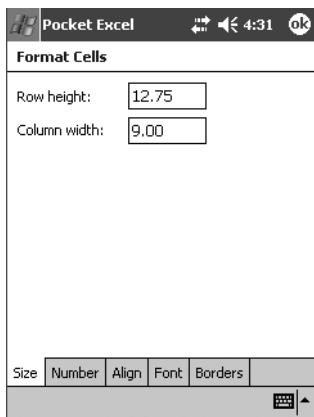 Pocket Excel 4:31 ok
Format Cells
Row height: 12.75
Column width: 9.00
Size Number Align Font Borders